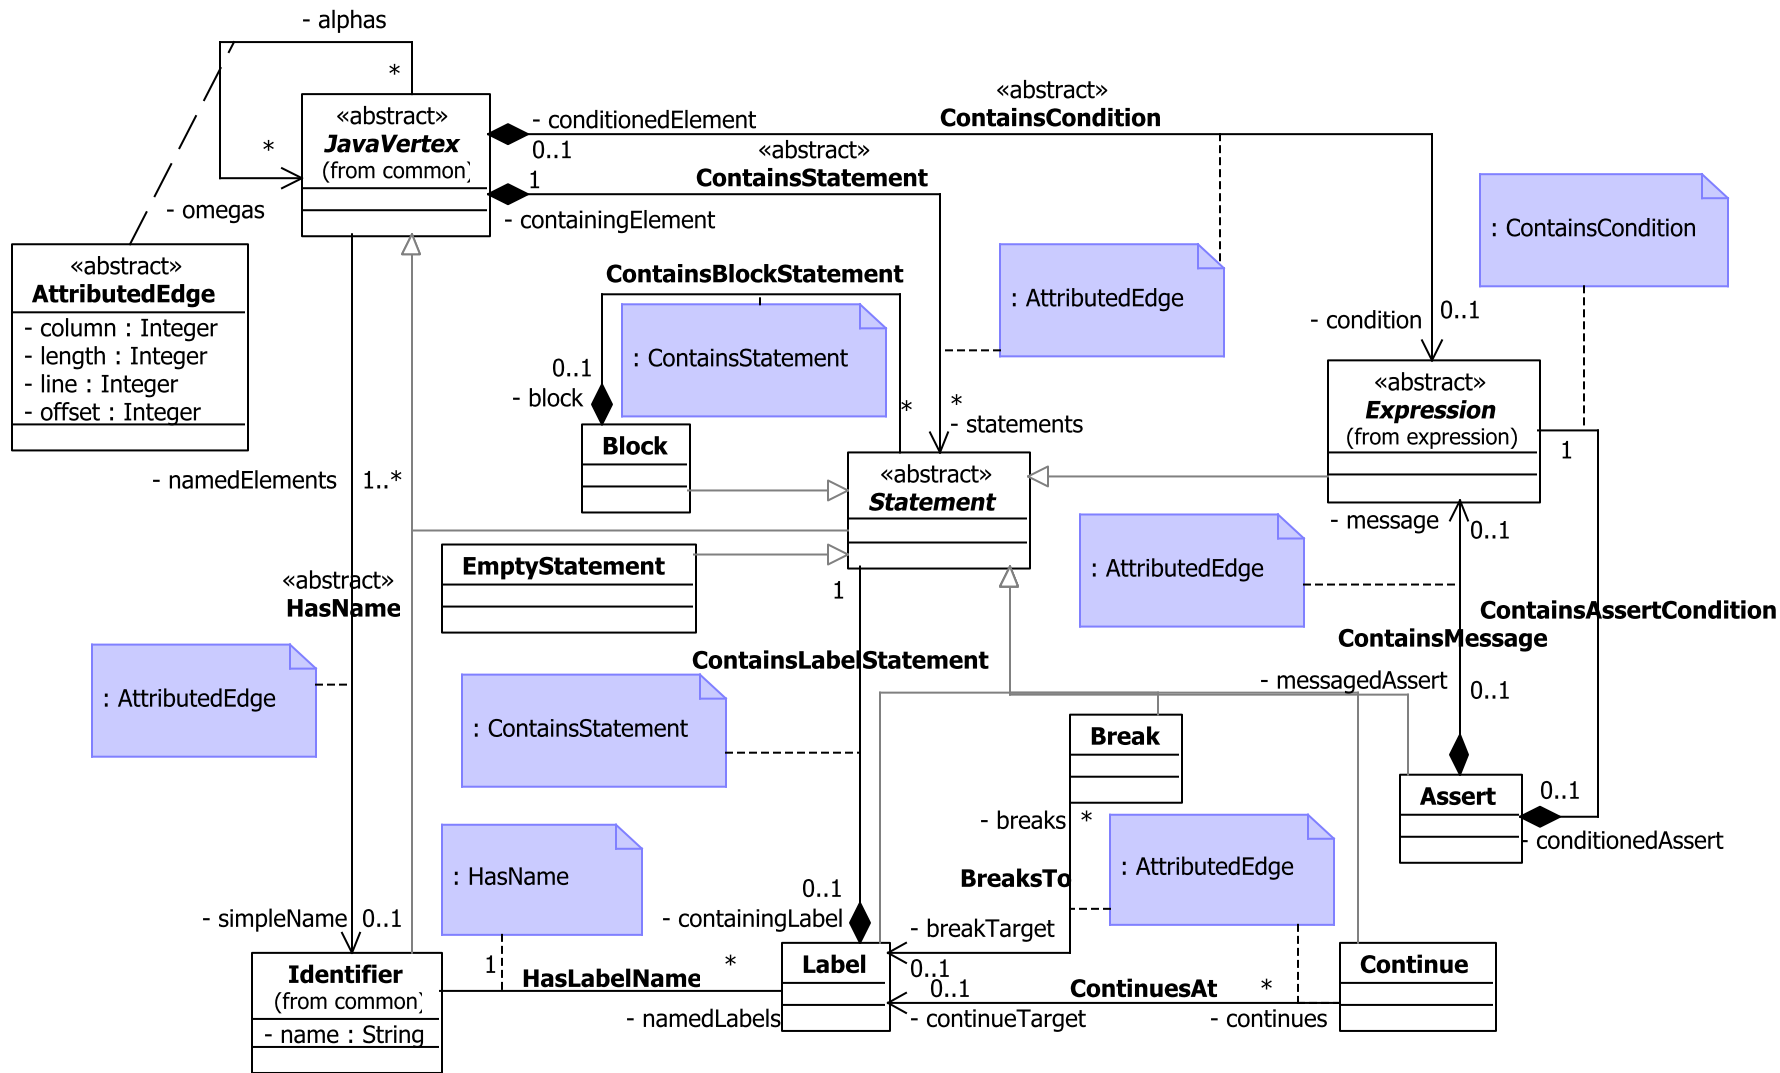 - alphas
*
«abstract»
JavaVertex
(from common)
*
- omegas
- conditionedElement
0..1
«abstract»
ContainsCondition
1
«abstract»
ContainsStatement
- containingElement
«abstract»
AttributedEdge
- column : Integer
- length : Integer
- line : Integer
- offset : Integer
ContainsBlockStatement
: ContainsStatement
0..1
- block
*
: AttributedEdge
: ContainsCondition
- condition
0..1
*
- statements
Block
«abstract»
Statement
«abstract»
Expression
(from expression)
1
- namedElements
1..*
EmptyStatement
- message
0..1
: AttributedEdge
«abstract»
HasName
1
ContainsAssertCondition
ContainsMessage
ContainsLabelStatement
- messagedAssert
0..1
: AttributedEdge
: ContainsStatement
Break
Assert
0..1
- conditionedAssert
- breaks
*
: AttributedEdge
: HasName
BreaksTo
0..1
- containingLabel
- simpleName
0..1
- breakTarget
0..1
Identifier
(from common)
- name : String
1
HasLabelName
*
- namedLabels
Label
0..1
ContinuesAt
*
- continueTarget
- continues
Continue